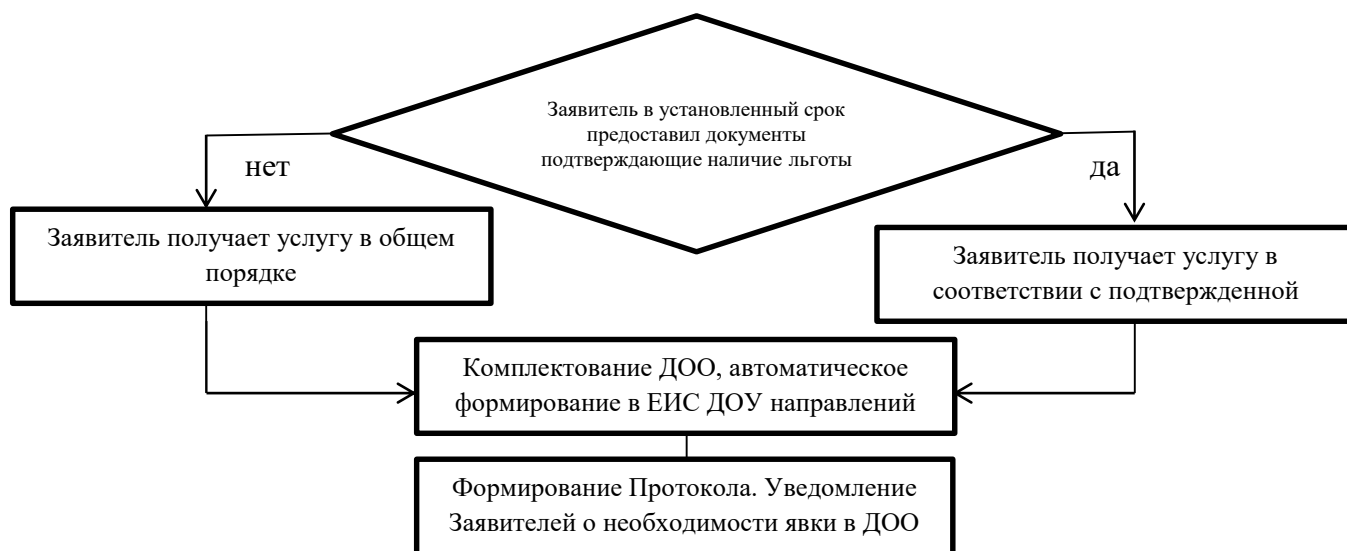 Заявитель в установленный срок
предоставил документы
подтверждающие наличие льготы
нет
да
Заявитель получает услугу в общем
порядке
Заявитель получает услугу в
соответствии с подтвержденной
Комплектование ДОО, автоматическое
формирование в ЕИС ДОУ направлений
Формирование Протокола. Уведомление
Заявителей о необходимости явки в ДОО